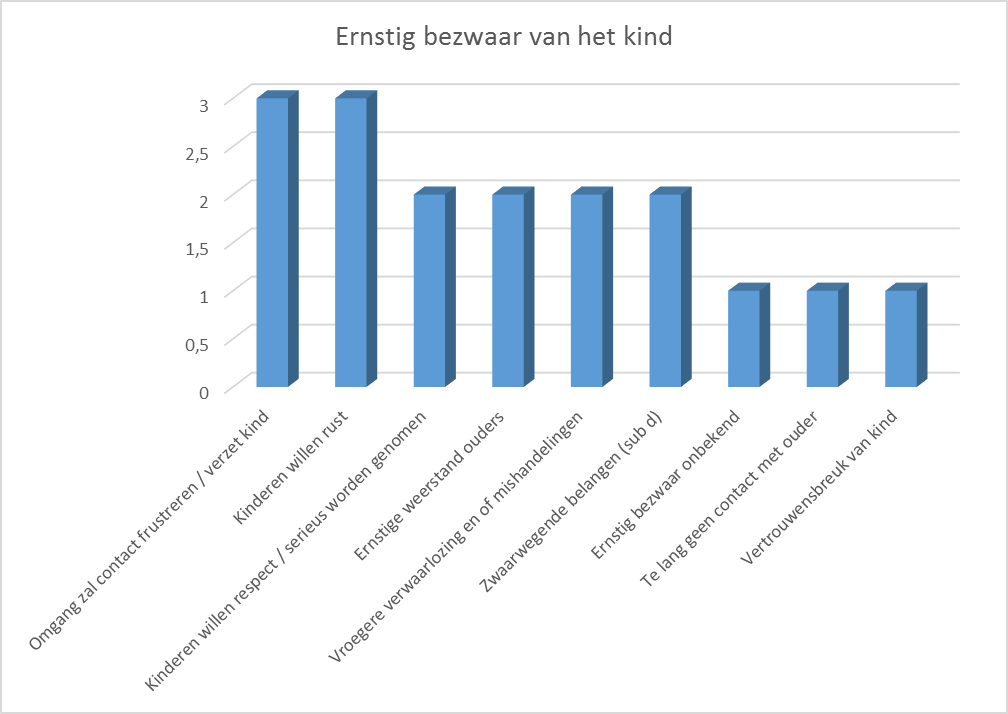 Ernstig bezwaar van het kind
3
2,5
2
1,5
1
0,5
0
Omgang zal contact frustreren / verzet kind
Kinderen willen rust
Kinderen willen respect / serieus worden genomen
Ernstige weerstand ouders
Vroegere verwaarlozing en of mishandelingen
Zwaarwegende belangen (sub d)
Ernstig bezwaar onbekend
Te lang geen contact met ouder
Vertrouwensbreuk van kind